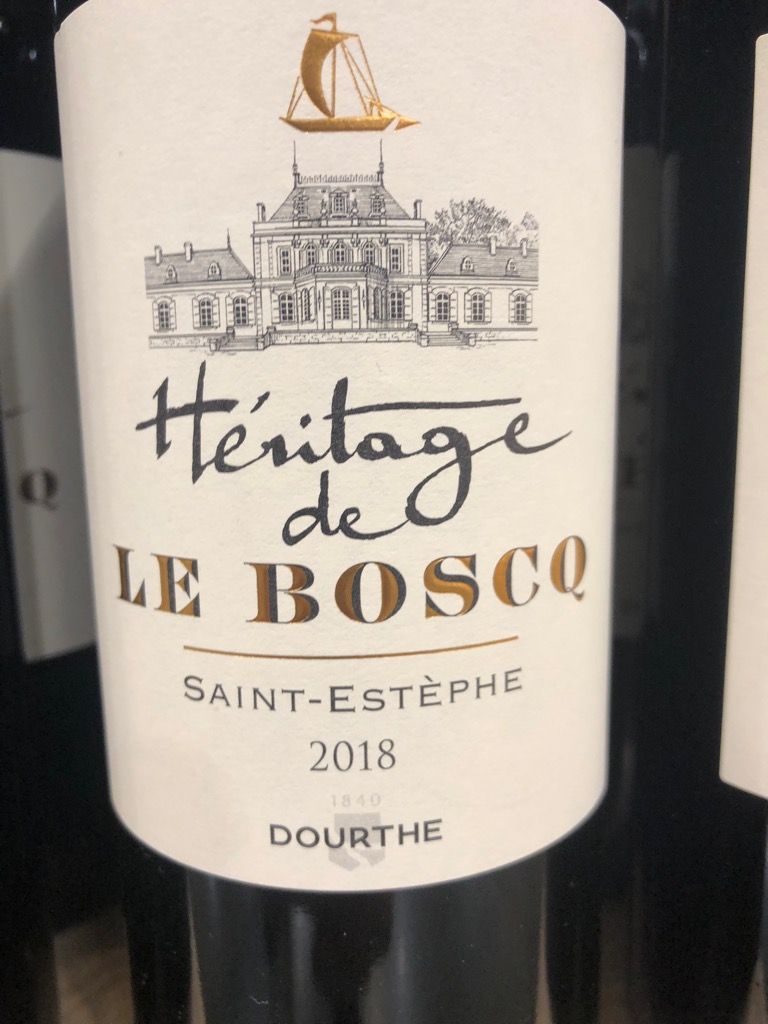 Héritage
de
LE BOSCQ
SAINT-ESTÈPHE
2018
1840
DOURTHE
Q